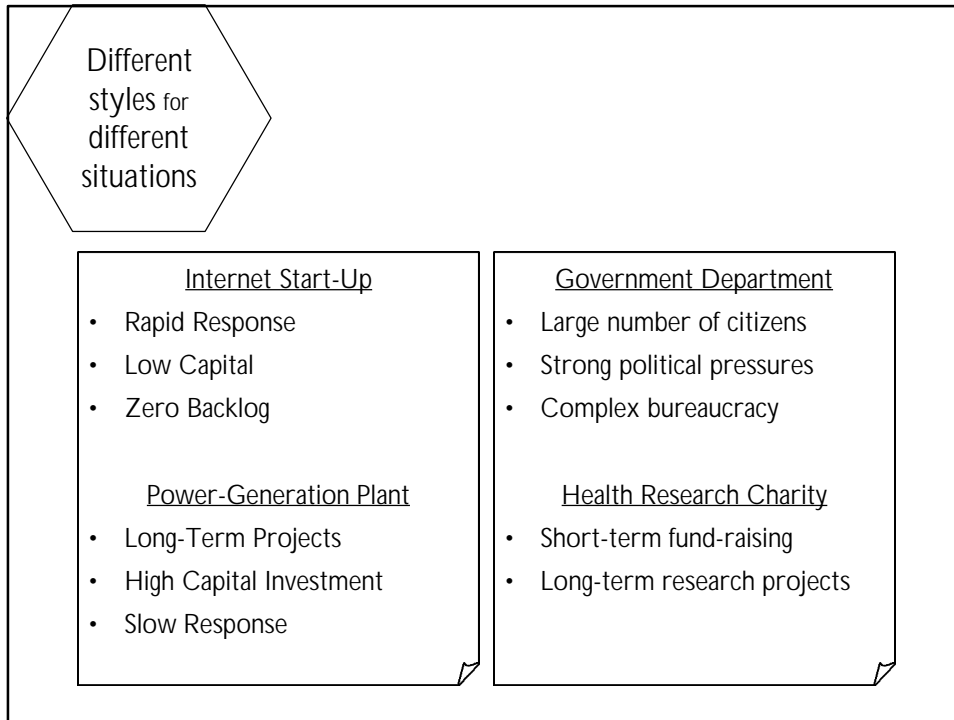 Different
styles for
different
situations
Internet Start-Up
• Rapid Response
• Low Capital
• Zero Backlog
Power-Generation Plant
• Long-Term Projects
• High Capital Investment
• Slow Response
Government Department
• Large number of citizens
• Strong political pressures
• Complex bureaucracy
Health Research Charity
• Short-term fund-raising
• Long-term research projects